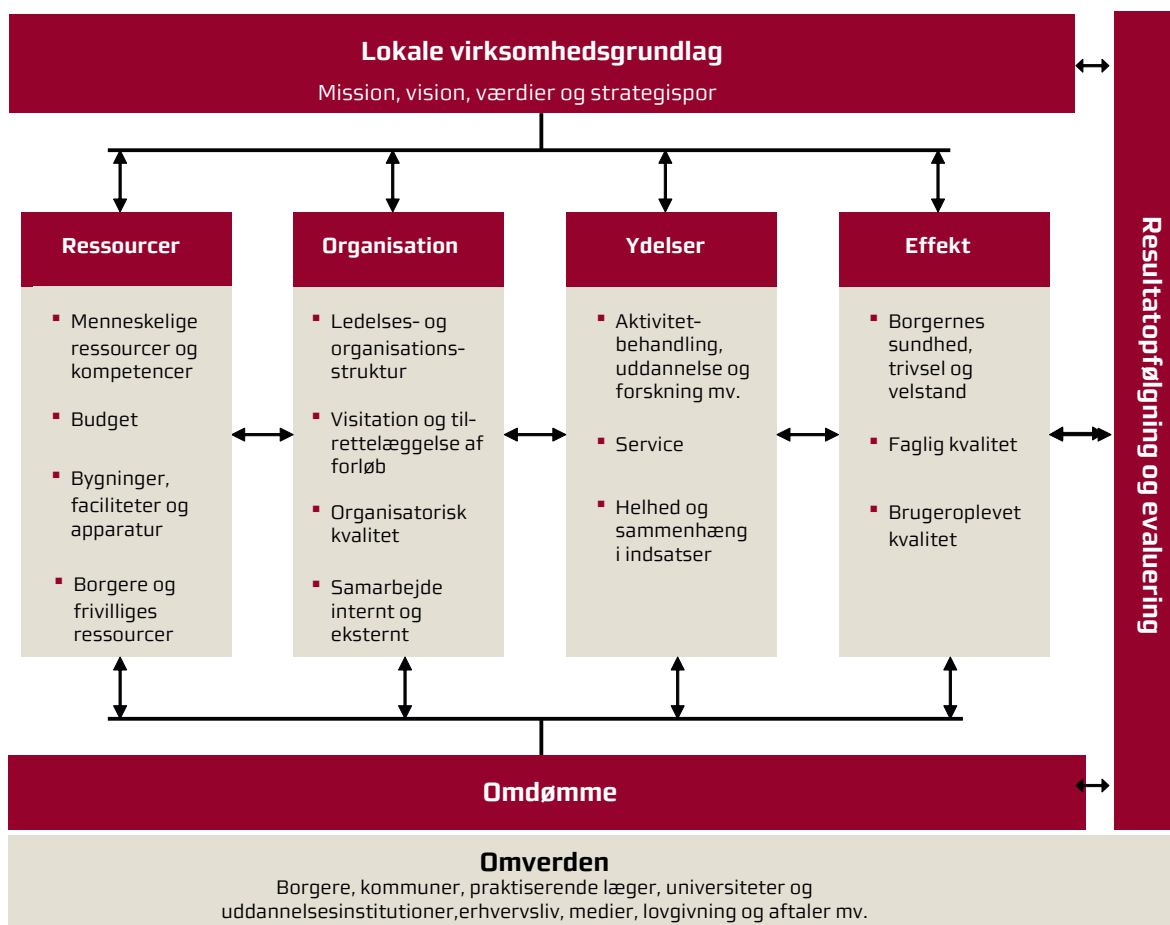 Lokale virksomhedsgrundlag
Mission, vision, værdier og strategispor
Ressourcer
Menneskelige
ressourcer og
kompetencer
Budget
Bygninger,
faciliteter og
apparatur
Borgere og
frivilliges
ressourcer
Organisation
Ledelses- og
organisations-
struktur
Visitation og til-
rettelæggelse af
forløb
Organisatorisk
kvalitet
Samarbejde
internt og
eksternt
Ydelser
Aktivitet-
behandling,
uddannelse og
forskning mv.
Service
Helhed og
sammenhæng
i indsatser
Effekt
Borgernes
sundhed,
trivsel og
velstand
Faglig kvalitet
Brugeroplevet
kvalitet
Resultatopfølgning og evaluering
Omdømme
Omverden
Borgere, kommuner, praktiserende læger, universiteter og
uddannelsesinstitutioner,erhvervsliv, medier, lovgivning og aftaler mv.